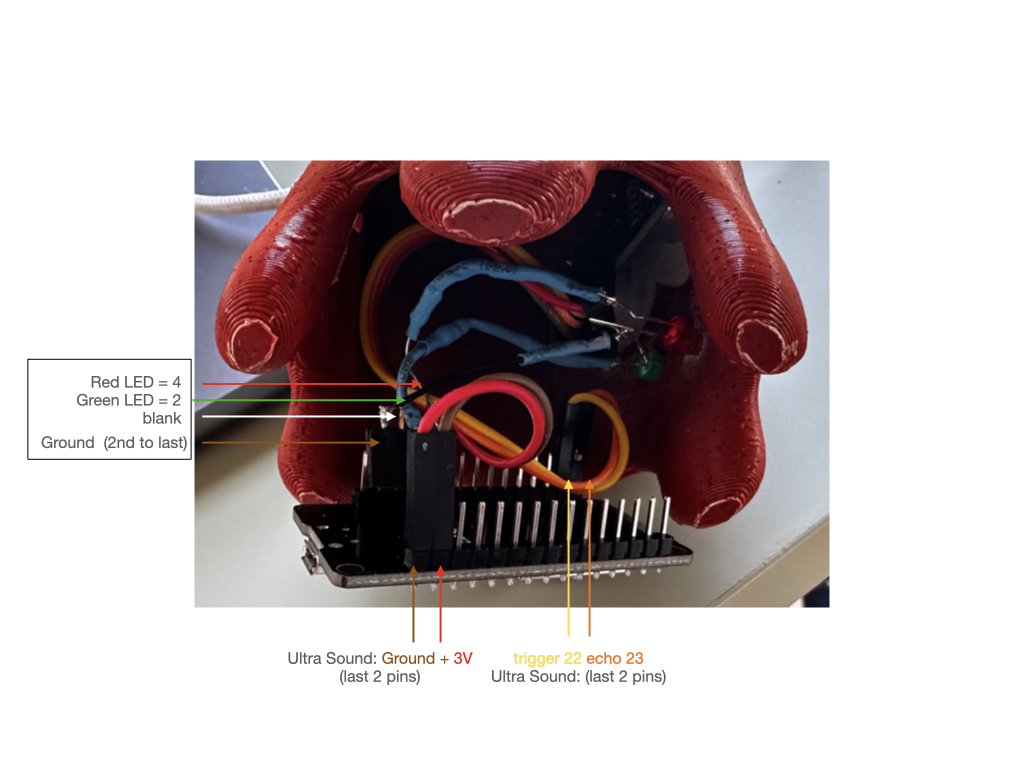 Red LED = 4
Green LED = 2
blank
Ground (2nd to last)
Ultra Sound: Ground + 3V
(last 2 pins)
trigger 22 echo 23
Ultra Sound: (last 2 pins)